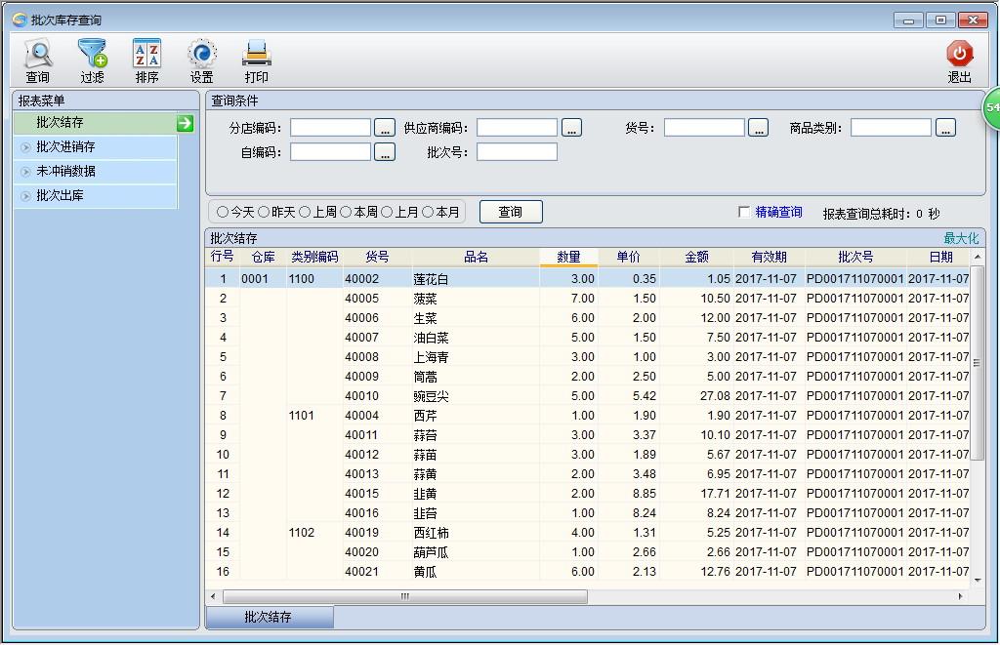 批次库存查询
查询 过滤 排序 设置 打印 退出
报表菜单
批次结存
批次进销存
未冲销数据
批次出库
查询条件
分店编码： ... 供应商编码： ... 货号： ... 商品类别： ...
自编码： ... 批次号：
54
今天 昨天 上周 本周 上月 本月 查询 精确查询 报表查询总耗时：0 秒
批次结存 最大化
行号 仓库 类别编码 货号 品名 数量 单价 金额 有效期 批次号 日期
1 0001 1100 40002 莲花白 3.00 0.35 1.05 2017-11-07 PD001711070001 2017-11-07
2 40005 菠菜 7.00 1.50 10.50 2017-11-07 PD001711070001 2017-11-07
3 40006 生菜 6.00 2.00 12.00 2017-11-07 PD001711070001 2017-11-07
4 40007 油白菜 5.00 1.50 7.50 2017-11-07 PD001711070001 2017-11-07
5 40008 上海青 3.00 1.00 3.00 2017-11-07 PD001711070001 2017-11-07
6 40009 筒蒿 2.00 2.50 5.00 2017-11-07 PD001711070001 2017-11-07
7 40010 豌豆尖 5.00 5.42 27.08 2017-11-07 PD001711070001 2017-11-07
8 1101 40004 西芹 1.00 1.90 1.90 2017-11-07 PD001711070001 2017-11-07
9 40011 蒜苔 3.00 3.37 10.10 2017-11-07 PD001711070001 2017-11-07
10 40012 蒜苗 3.00 1.89 5.67 2017-11-07 PD001711070001 2017-11-07
11 40013 蒜黄 2.00 3.48 6.95 2017-11-07 PD001711070001 2017-11-07
12 40015 韭黄 2.00 8.85 17.71 2017-11-07 PD001711070001 2017-11-07
13 40016 韭苔 1.00 8.24 8.24 2017-11-07 PD001711070001 2017-11-07
14 1102 40019 西红柿 4.00 1.31 5.25 2017-11-07 PD001711070001 2017-11-07
15 40020 葫芦瓜 1.00 2.66 2.66 2017-11-07 PD001711070001 2017-11-07
16 40021 黄瓜 6.00 2.13 12.76 2017-11-07 PD001711070001 2017-11-07
批次结存